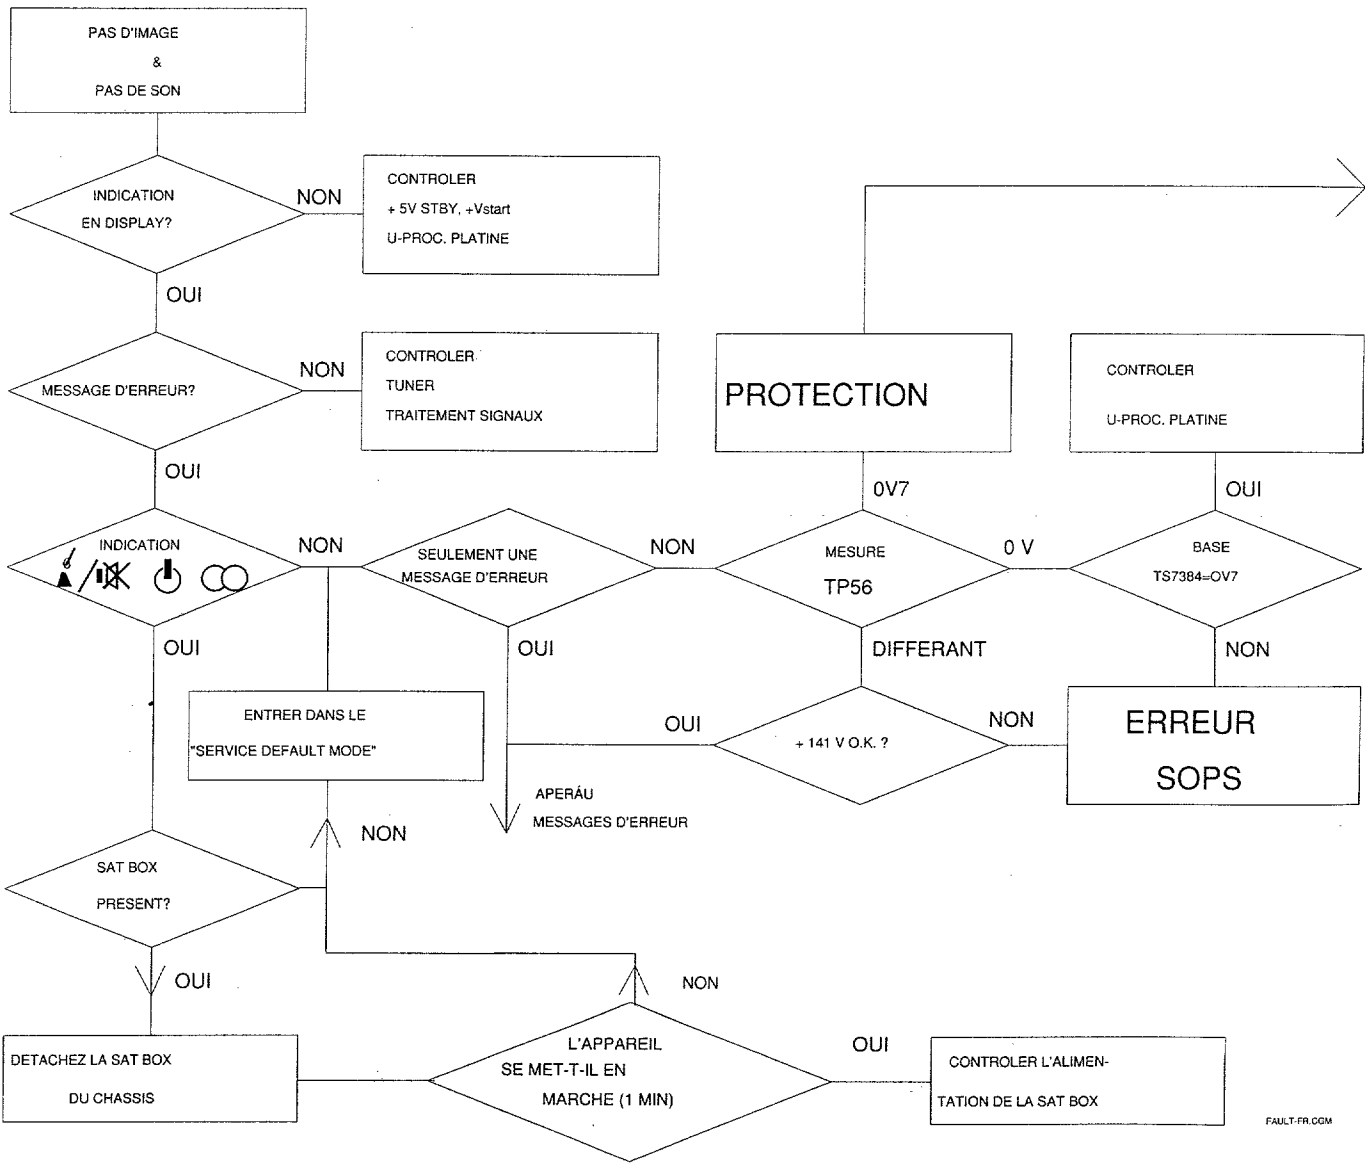 PAS D'IMAGE
&
PAS DE SON
INDICATION
EN DISPLAY?
NON
CONTROLER
+ 5V STBY, +Vstart
U-PROC. PLATINE
OUI
MESSAGE D'ERREUR?
NON
CONTROLER
TUNER
TRAITEMENT SIGNAUX
PROTECTION
CONTROLER
U-PROC. PLATINE
OUI
0V7
OUI
INDICATION
NON
SEULEMENT UNE
MESSAGE D'ERREUR
NON
MESURE
TP56
0 V
BASE
TS7384=OV7
OUI
OUI
DIFFERANT
NON
ENTRER DANS LE
"SERVICE DEFAULT MODE"
OUI
+ 141 V O.K. ?
NON
ERREUR
SOPS
APERÁU
MESSAGES D'ERREUR
NON
SAT BOX
PRESENT?
OUI
NON
DETACHEZ LA SAT BOX
DU CHASSIS
L'APPAREIL
SE MET-T-IL EN
MARCHE (1 MIN)
OUI
CONTROLER L'ALIMEN-
TATION DE LA SAT BOX
FAULT-FR.CGM